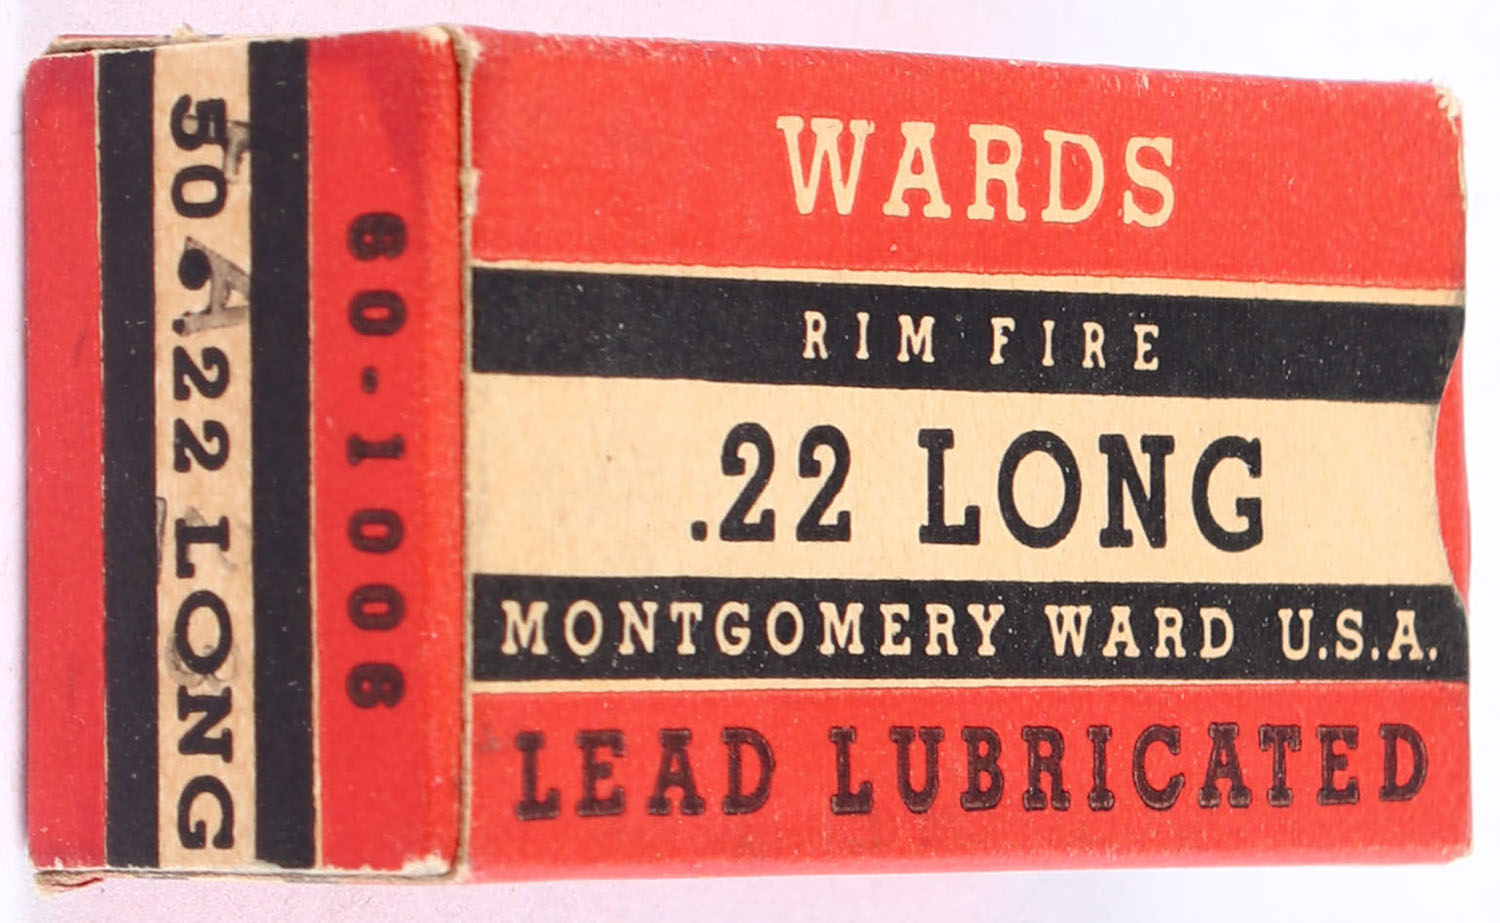 WARDS
RIM FIRE
.22 LONG
MONTGOMERY WARD U.S.A.
LEAD LUBRICATED
60-1006
50 .22 LONG